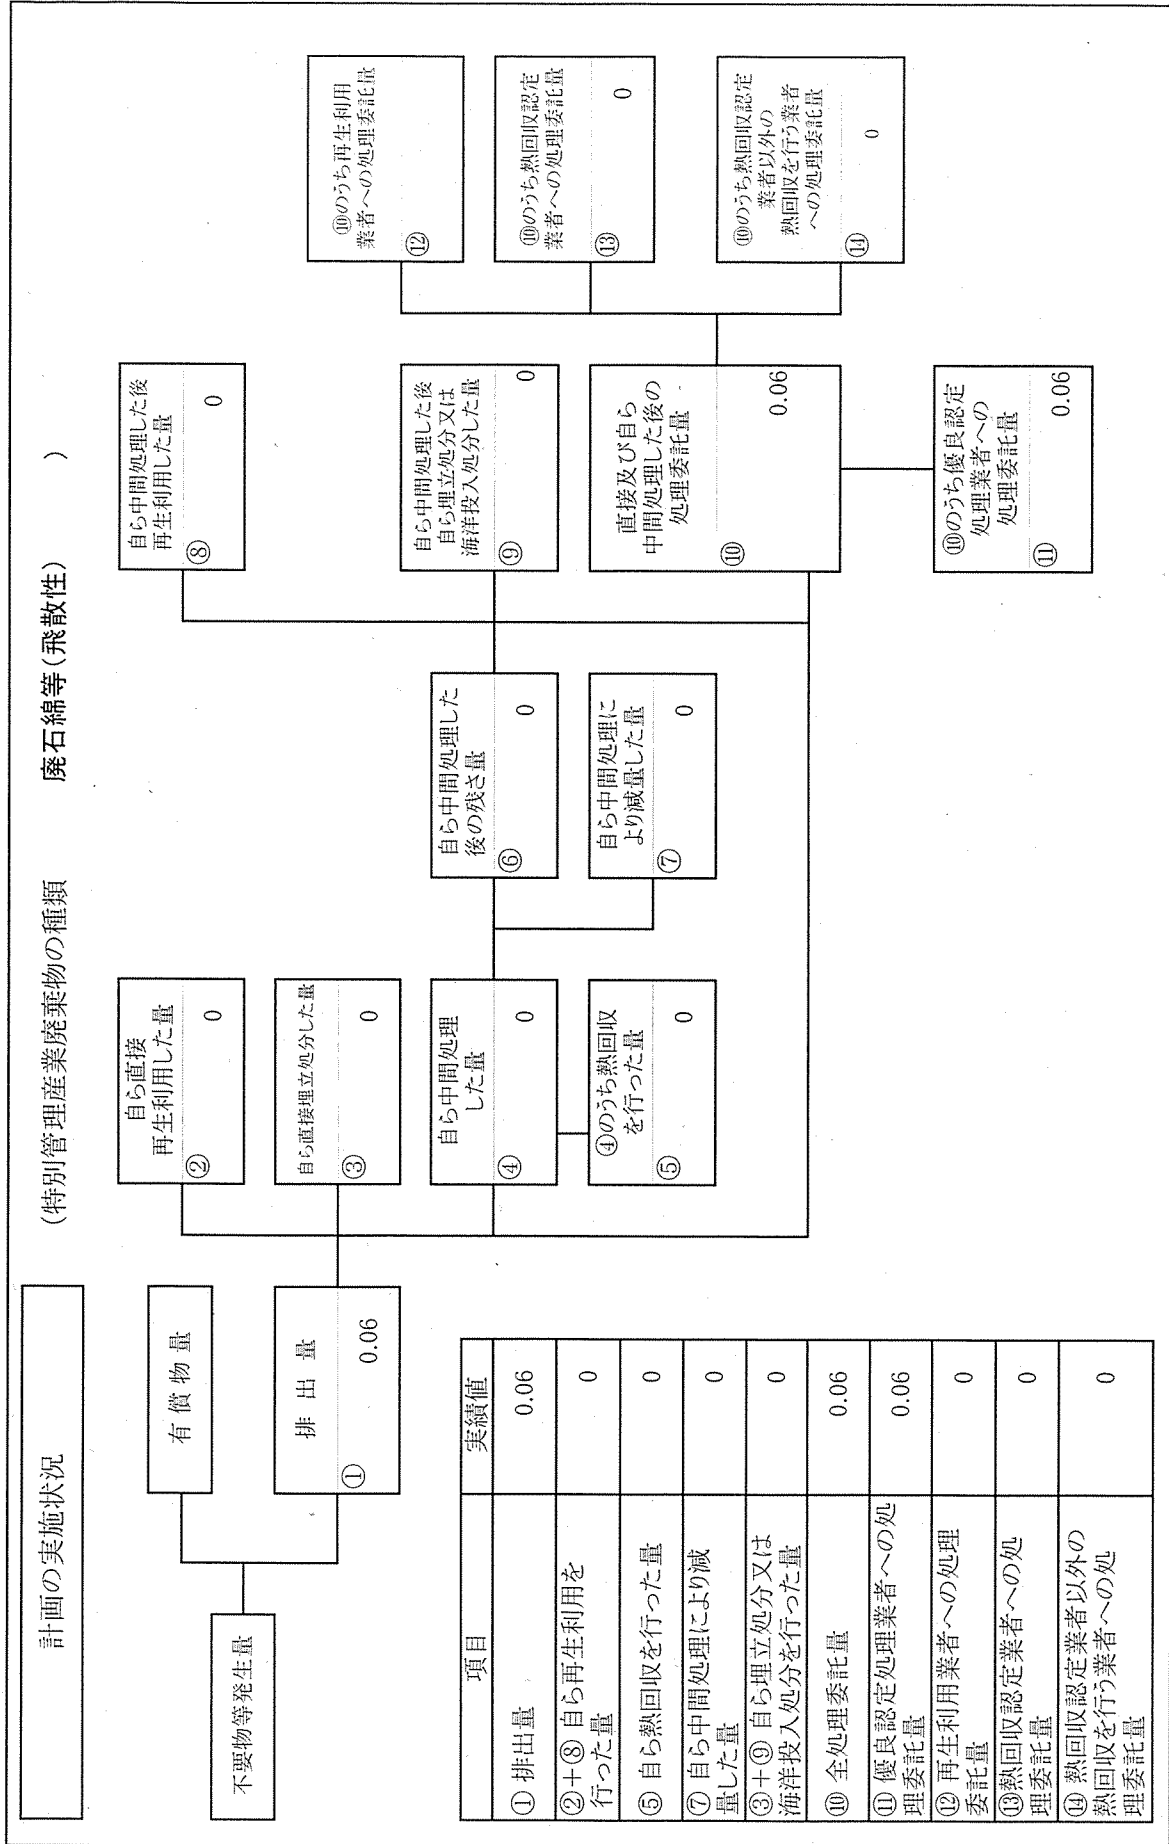 計画の実施状況
(特別管理産業廃棄物の種類 廃石綿等(飛散性) )
不要物等発生量
有償物量
排出量
① 0.06
自ら直接
再生利用した量
② 0
自ら直接埋立処分した量
③ 0
自ら中間処理
した量
④ 0
④のうち熱回収
を行った量
⑤ 0
自ら中間処理した
後の残さ量
⑥ 0
自ら中間処理に
より減量した量
⑦ 0
自ら中間処理した後
再生利用した量
⑧ 0
自ら中間処理した後
自ら埋立処分又は
海洋投入処分した量
⑨ 0
直接及び自ら
中間処理した後の
処理委託量
⑩ 0.06
⑩のうち優良認定
処理業者への
処理委託量
⑪ 0.06
⑩のうち再生利用
業者への処理委託量
⑫
⑩のうち熱回収認定
業者への処理委託量
⑬ 0
⑩のうち熱回収認定
業者以外の
熱回収を行う業者
への処理委託量
⑭ 0
項目 実績値
① 排出量 0.06
②+⑧ 自ら再生利用を
行った量 0
⑤ 自ら熱回収を行った量 0
⑦ 自ら中間処理により減
量した量 0
③+⑨ 自ら埋立処分又は
海洋投入処分を行った量 0
⑩ 全処理委託量 0.06
⑪ 優良認定処理業者への処
理委託量 0.06
⑫ 再生利用業者への処理
委託量 0
⑬熱回収認定業者への処
理委託量 0
⑭ 熱回収認定業者以外の
熱回収を行う業者への処
理委託量 0